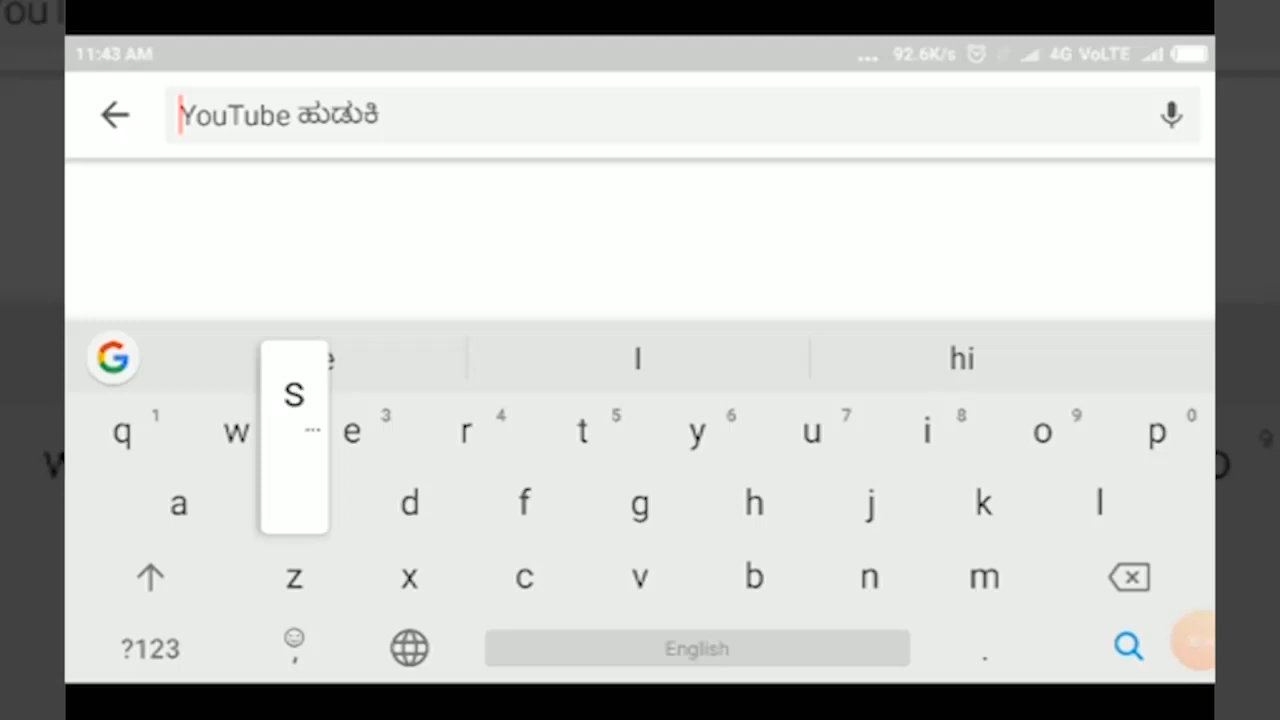 11:43 AM ... 92.6K/s 4G VoLTE
YouTube ಹುಡುಕಿ
I hi
q 1 w e 3 r 4 t 5 y 6 u 7 i 8 o 9 p 0
S ...
a d f g h j k l
z x c v b n m
?123 , English .